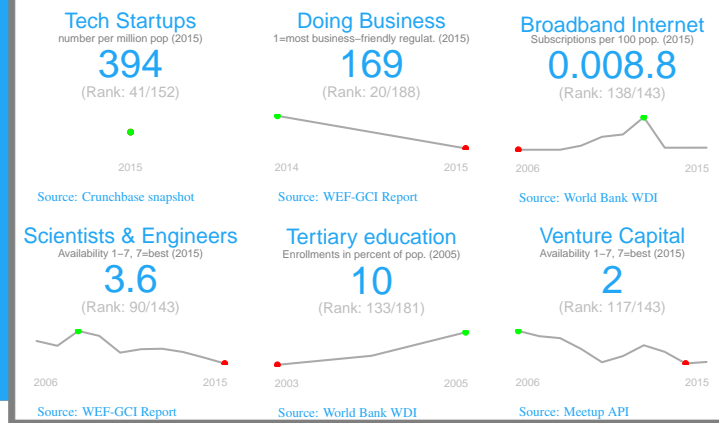 Tech Startups
number per million pop (2015)
394
(Rank: 41/152)
2015
Source: Crunchbase snapshot
Doing Business
1=most business−friendly regulat. (2015)
169
(Rank: 20/188)
2014 2015
Source: WEF-GCI Report
Broadband Internet
Subscriptions per 100 pop. (2015)
0.008.8
(Rank: 138/143)
2006 2015
Source: World Bank WDI
Scientists & Engineers
Availability 1−7, 7=best (2015)
3.6
(Rank: 90/143)
2006 2015
Source: WEF-GCI Report
Tertiary education
Enrollments in percent of pop. (2005)
10
(Rank: 133/181)
2003 2005
Source: World Bank WDI
Venture Capital
Availability 1−7, 7=best (2015)
2
(Rank: 117/143)
2006 2015
Source: Meetup API